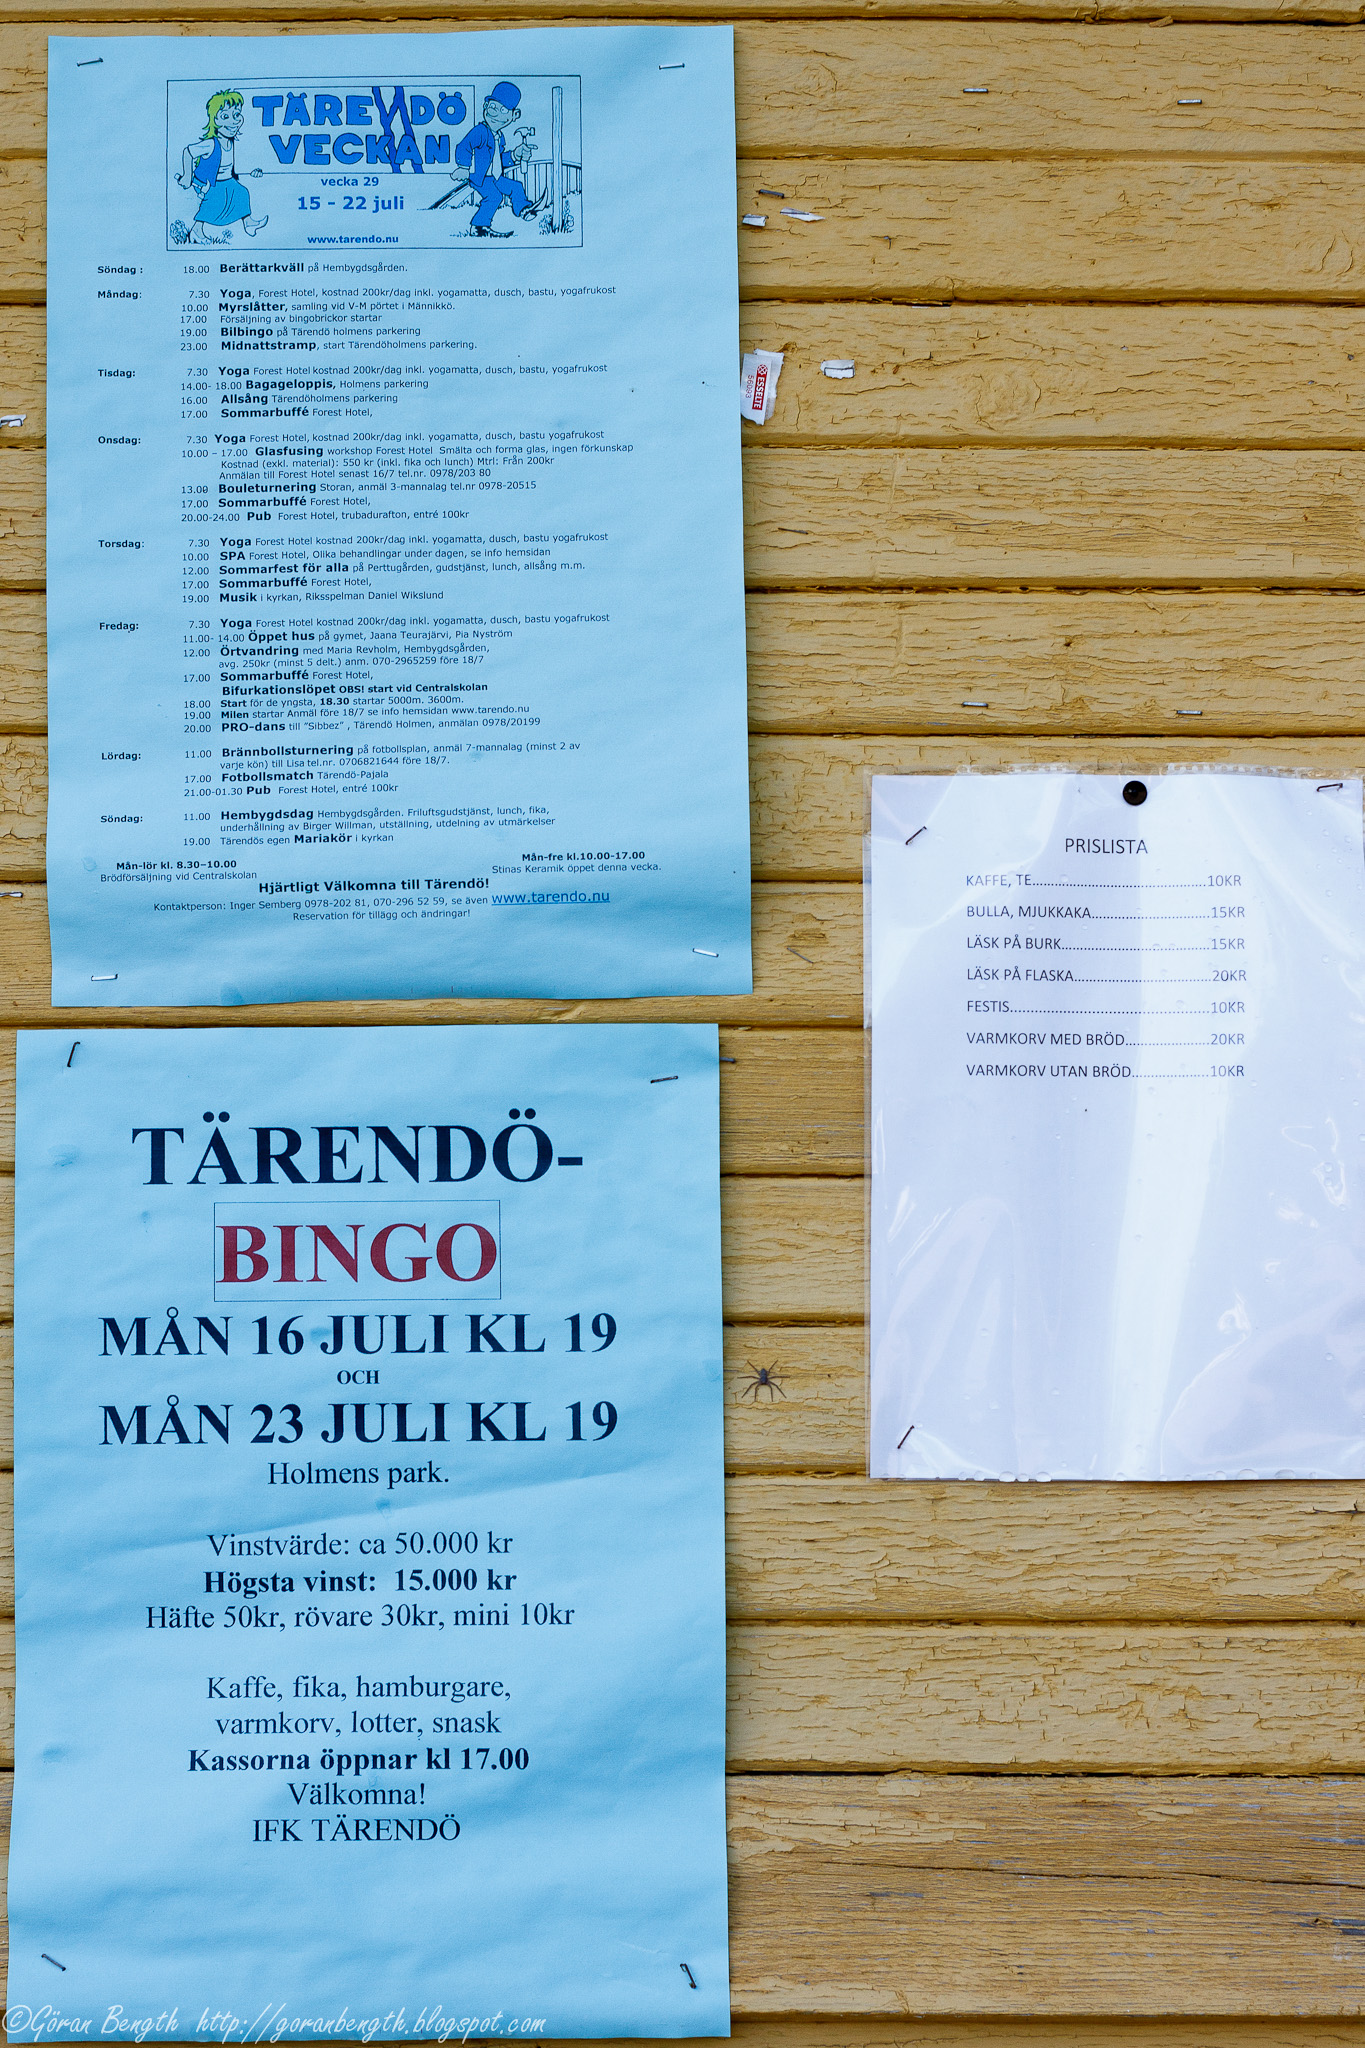 TÄRENDÖ
VECKAN
vecka 29
15 - 22 juli
www.tarendo.nu
Söndag : 18.00 Berättarkväll på Hembygdsgården.
Måndag: 7.30 Yoga, Forest Hotel, kostnad 200kr/dag inkl. yogamatta, dusch, bastu, yogafrukost
10.00 Myrslåtter, samling vid V-M pörtet i Männikkö.
17.00 Försäljning av bingobrickor startar
19.00 Bilbingo på Tärendö holmens parkering
23.00 Midnattstramp, start Tärendöholmens parkering.
Tisdag: 7.30 Yoga Forest Hotel kostnad 200kr/dag inkl. yogamatta, dusch, bastu, yogafrukost
14.00- 18.00 Bagageloppis, Holmens parkering
16.00 Allsång Tärendöholmens parkering
17.00 Sommarbuffé Forest Hotel,
Onsdag: 7.30 Yoga Forest Hotel, kostnad 200kr/dag inkl. yogamatta, dusch, bastu yogafrukost
10.00 – 17.00 Glasfusing workshop Forest Hotel Smälta och forma glas, ingen förkunskap
Kostnad (exkl. material): 550 kr (inkl. fika och lunch) Mtrl: Från 200kr
Anmälan till Forest Hotel senast 16/7 tel.nr. 0978/203 80
13.00 Bouleturnering Storan, anmäl 3-mannalag tel.nr 0978-20515
17.00 Sommarbuffé Forest Hotel,
20.00-24.00 Pub Forest Hotel, trubadurafton, entré 100kr
Torsdag: 7.30 Yoga Forest Hotel kostnad 200kr/dag inkl. yogamatta, dusch, bastu yogafrukost
10.00 SPA Forest Hotel, Olika behandlingar under dagen, se info hemsidan
12.00 Sommarfest för alla på Perttugården, gudstjänst, lunch, allsång m.m.
17.00 Sommarbuffé Forest Hotel,
19.00 Musik i kyrkan, Riksspelman Daniel Wikslund
Fredag: 7.30 Yoga Forest Hotel kostnad 200kr/dag inkl. yogamatta, dusch, bastu yogafrukost
11.00- 14.00 Öppet hus på gymet, Jaana Teurajärvi, Pia Nyström
12.00 Örtvandring med Maria Revholm, Hembygdsgården,
avg. 250kr (minst 5 delt.) anm. 070-2965259 före 18/7
17.00 Sommarbuffé Forest Hotel,
Bifurkationslöpet OBS! start vid Centralskolan
18.00 Start för de yngsta, 18.30 startar 5000m. 3600m.
19.00 Milen startar Anmäl före 18/7 se info hemsidan www.tarendo.nu
20.00 PRO-dans till "Sibbez" , Tärendö Holmen, anmälan 0978/20199
Lördag: 11.00 Brännbollsturnering på fotbollsplan, anmäl 7-mannalag (minst 2 av
varje kön) till Lisa tel.nr. 0706821644 före 18/7.
17.00 Fotbollsmatch Tärendö-Pajala
21.00-01.30 Pub Forest Hotel, entré 100kr
Söndag: 11.00 Hembygdsdag Hembygdsgården. Friluftsgudstjänst, lunch, fika,
underhållning av Birger Willman, utställning, utdelning av utmärkelser
19.00 Tärendös egen Mariakör i kyrkan
Mån-lör kl. 8.30–10.00
Brödförsäljning vid Centralskolan
Mån-fre kl.10.00-17.00
Stinas Keramik öppet denna vecka.
Hjärtligt Välkomna till Tärendö!
Kontaktperson: Inger Semberg 0978-202 81, 070-296 52 59, se även www.tarendo.nu
Reservation för tillägg och ändringar!
ESSELTE
56093
PRISLISTA
KAFFE, TE..........................................10KR
BULLA, MJUKKAKA............................15KR
LÄSK PÅ BURK...................................15KR
LÄSK PÅ FLASKA.................................20KR
FESTIS................................................10KR
VARMKORV MED BRÖD....................20KR
VARMKORV UTAN BRÖD...................10KR
TÄRENDÖ-
BINGO
MÅN 16 JULI KL 19
OCH
MÅN 23 JULI KL 19
Holmens park.
Vinstvärde: ca 50.000 kr
Högsta vinst: 15.000 kr
Häfte 50kr, rövare 30kr, mini 10kr
Kaffe, fika, hamburgare,
varmkorv, lotter, snask
Kassorna öppnar kl 17.00
Välkomna!
IFK TÄRENDÖ
©Göran Bength http://goranbength.blogspot.com